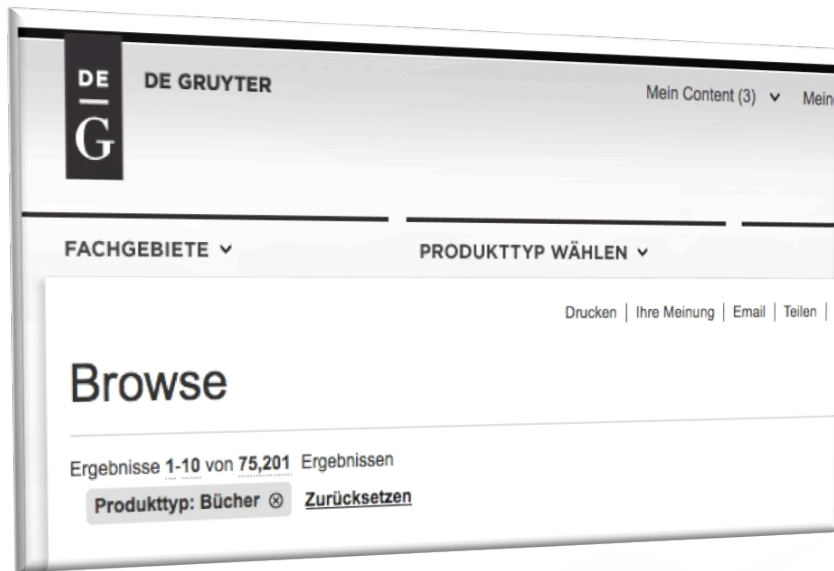 DE
G
DE GRUYTER
Mein Content (3)
FACHGEBIETE
PRODUKTTYP WÄHLEN
Drucken | Ihre Meinung | Email | Teilen |
Browse
Ergebnisse 1-10 von 75,201 Ergebnissen
Produkttyp: Bücher ⊗ Zurücksetzen